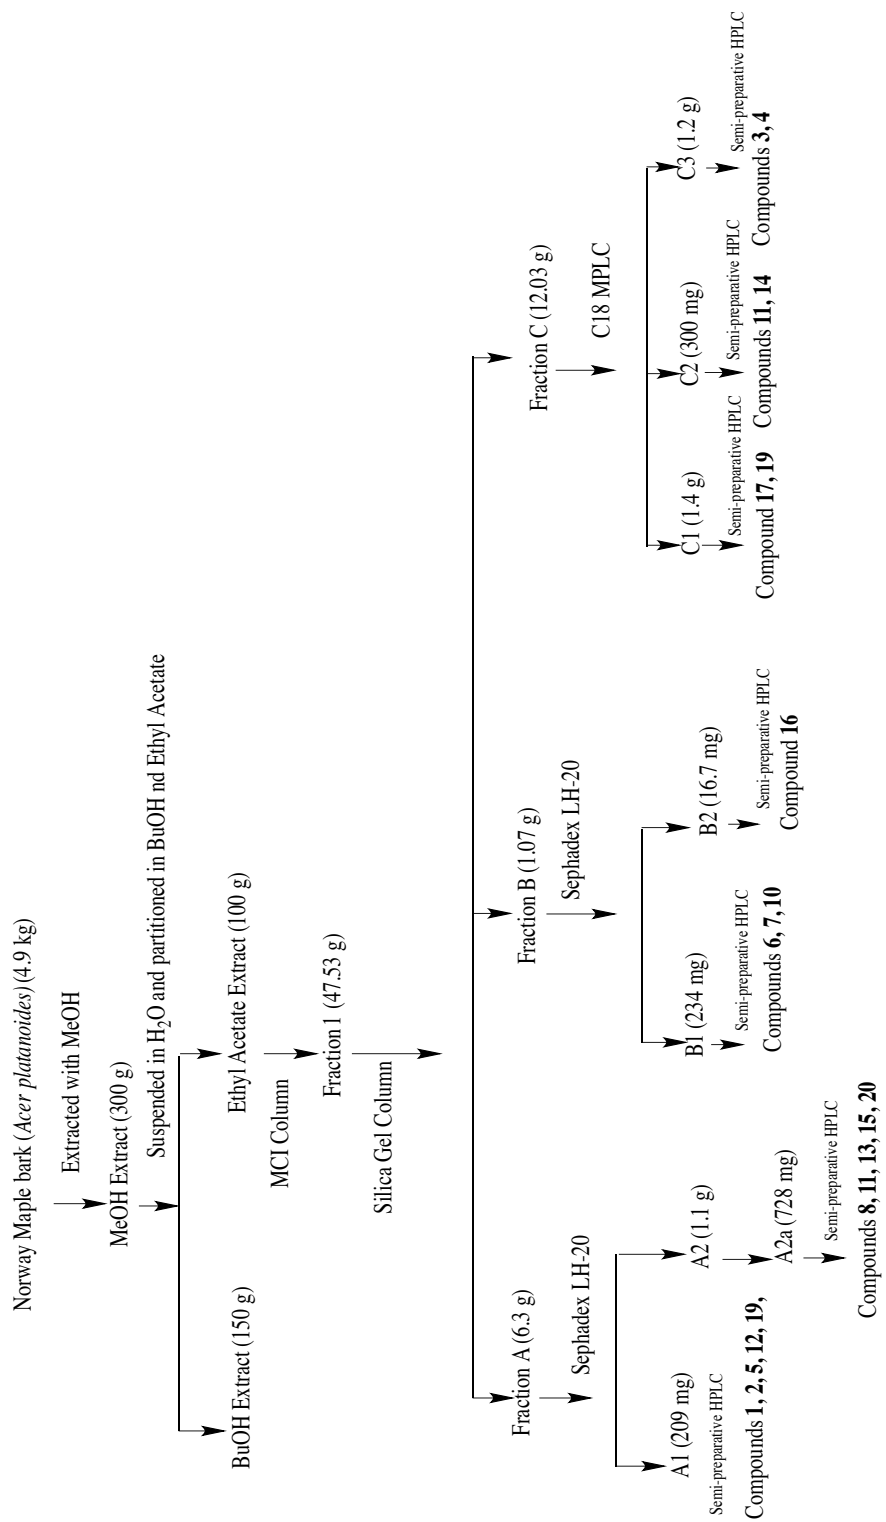 Norway Maple bark (Acer platanoides) (4.9 kg)
Extracted with MeOH
MeOH Extract (300 g)
Suspended in H2O and partitioned in BuOH nd Ethyl Acetate
BuOH Extract (150 g)
Ethyl Acetate Extract (100 g)
MCI Column
Fraction 1 (47.53 g)
Silica Gel Column
Fraction A (6.3 g)
Sephadex LH-20
A1 (209 mg)
Semi-preparative HPLC
Compounds 1, 2, 5, 12, 19,
A2 (1.1 g)
A2a (728 mg)
Semi-preparative HPLC
Compounds 8, 11, 13, 15, 20
Fraction B (1.07 g)
Sephadex LH-20
B1 (234 mg)
Semi-preparative HPLC
Compounds 6, 7, 10
B2 (16.7 mg)
Semi-preparative HPLC
Compound 16
Fraction C (12.03 g)
C18 MPLC
C1 (1.4 g)
Semi-preparative HPLC
Compound 17, 19
C2 (300 mg)
Semi-preparative HPLC
Compounds 11, 14
C3 (1.2 g)
Semi-preparative HPLC
Compounds 3, 4